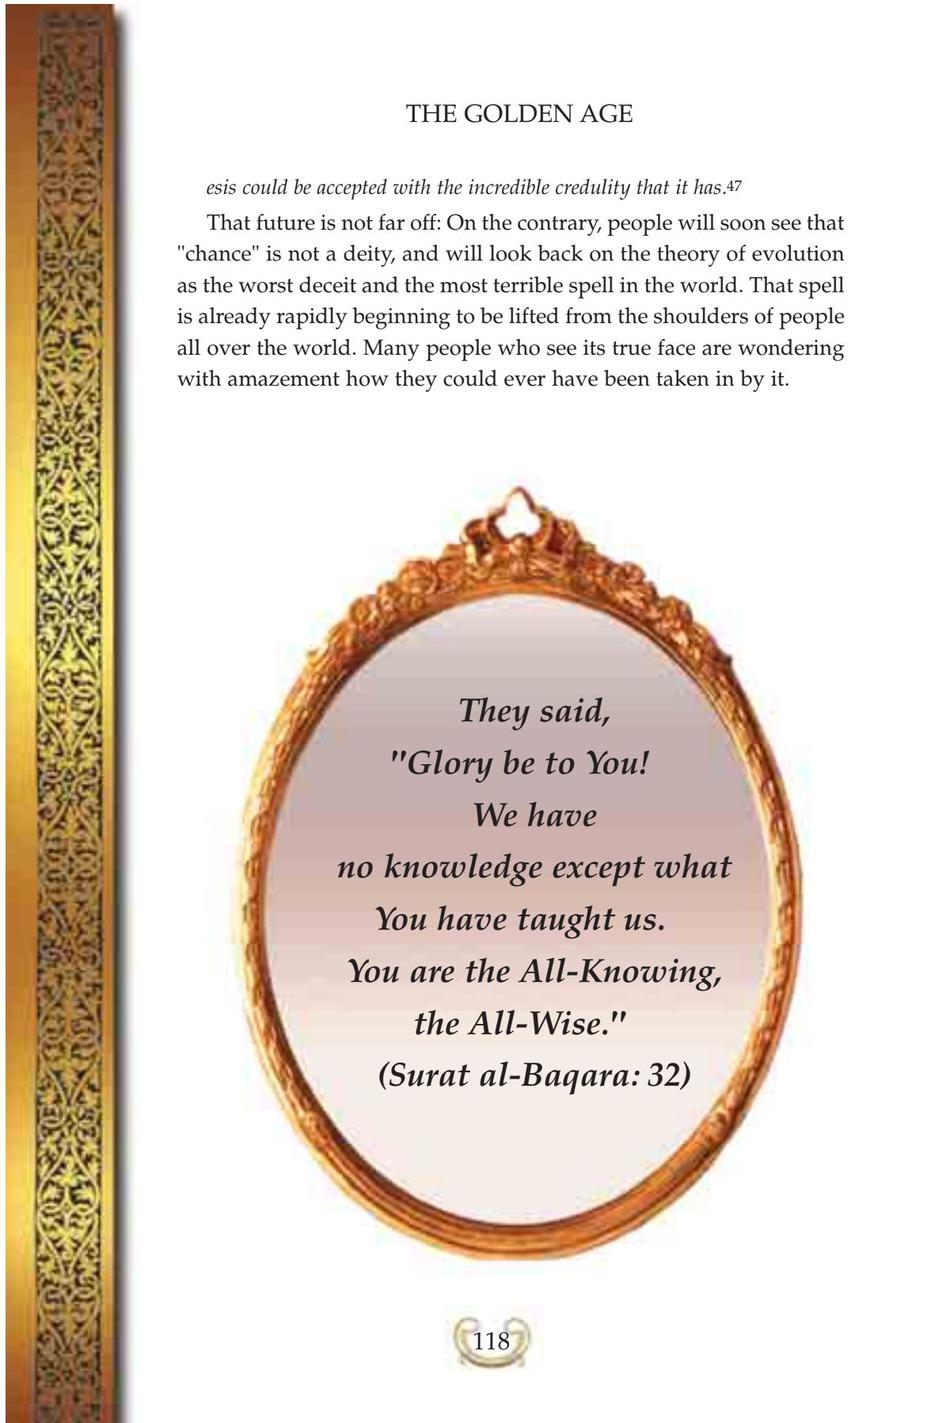 THE GOLDEN AGE
esis could be accepted with the incredible credulity that it has.47
That future is not far off: On the contrary, people will soon see that
"chance" is not a deity, and will look back on the theory of evolution
as the worst deceit and the most terrible spell in the world. That spell
is already rapidly beginning to be lifted from the shoulders of people
all over the world. Many people who see its true face are wondering
with amazement how they could ever have been taken in by it.
They said,
"Glory be to You!
We have
no knowledge except what
You have taught us.
You are the All-Knowing,
the All-Wise."
(Surat al-Baqara: 32)
118